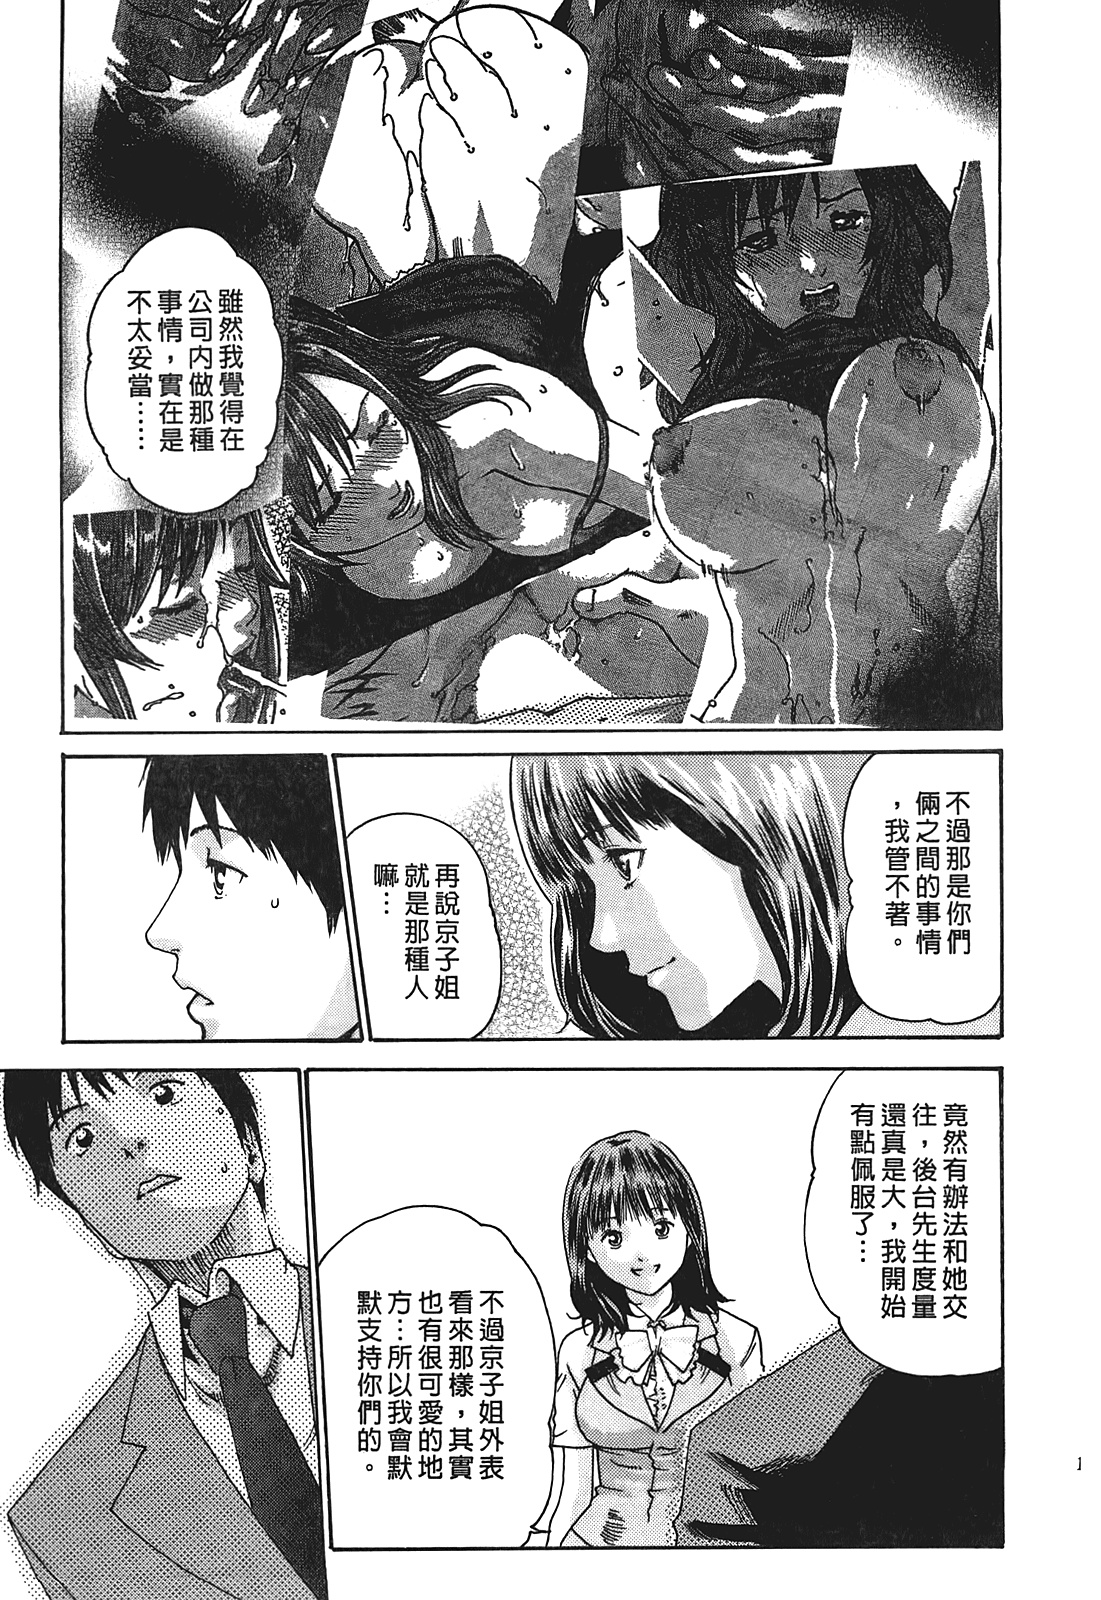 雖然我覺得在
公司內做那種
事情，實在是
不太妥當……
不過那是你們
倆之間的事情
，我管不著。
再說京子姐
就是那種人
嘛…
竟然有辦法和她交
往，後台先生度量
還真是大，我開始
有點佩服了…
不過京子姐外表
看來那樣，其實
也有很可愛的地
方…所以我會默
默支持你們的。
1